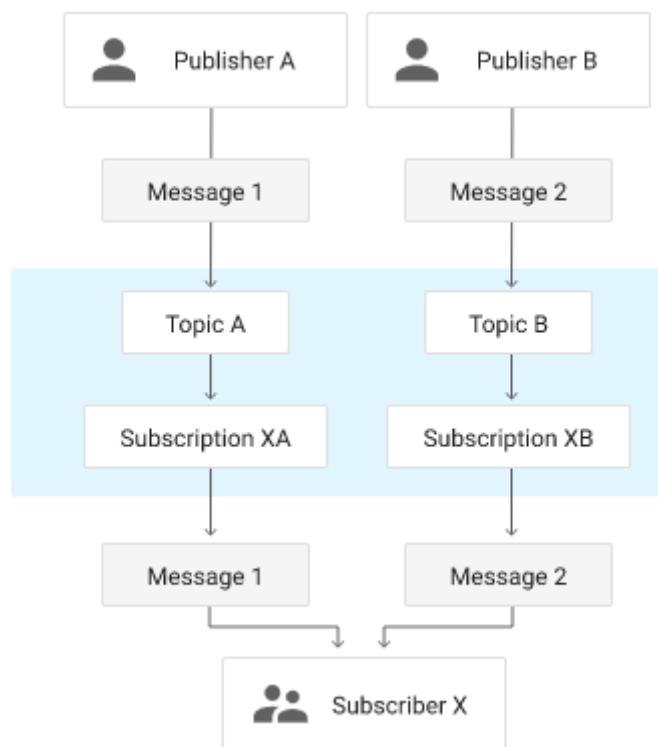 Publisher A
Publisher B
Message 1
Message 2
Topic A
Topic B
Subscription XA
Subscription XB
Message 1
Message 2
Subscriber X